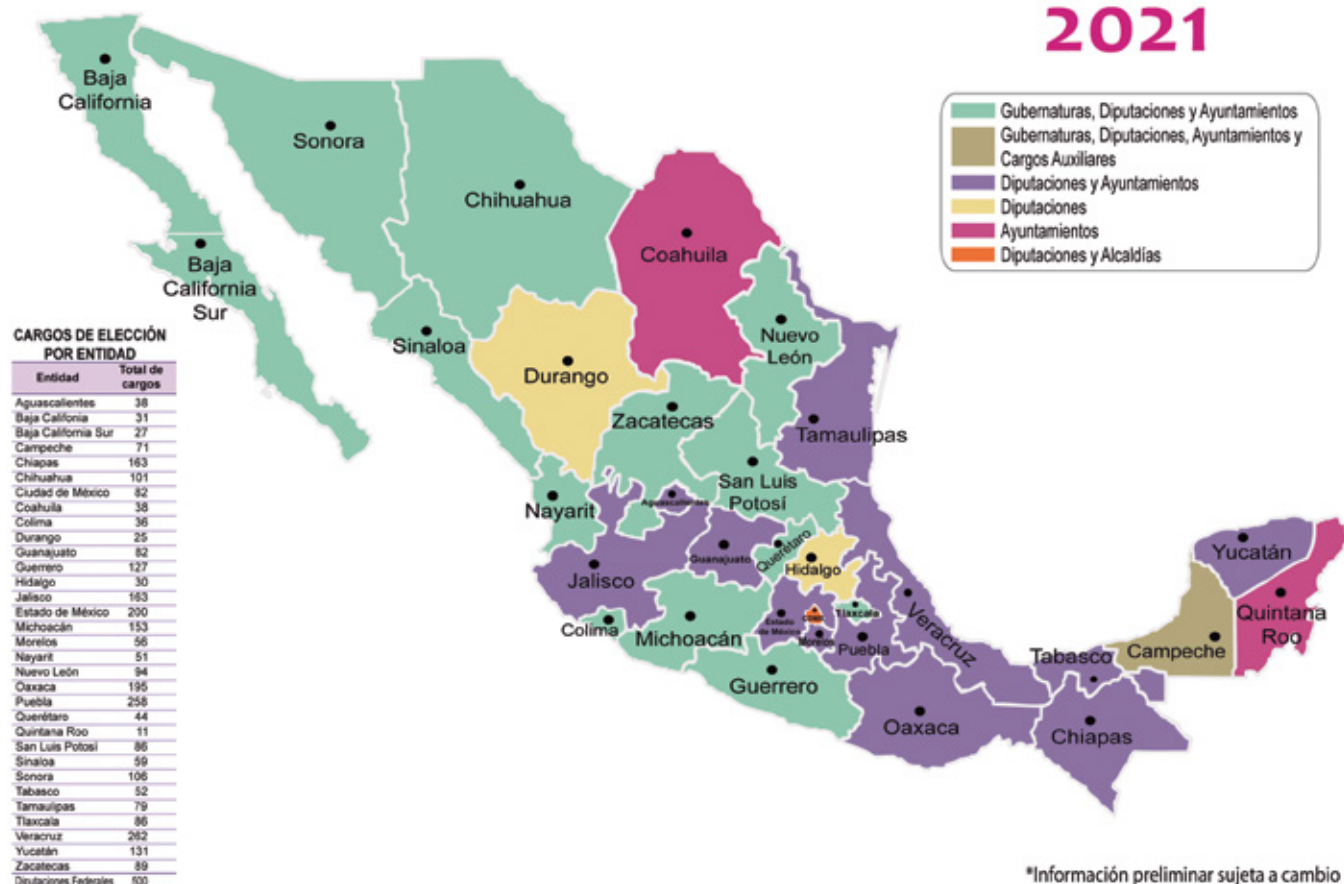 2021
Gubernaturas, Diputaciones y Ayuntamientos
Gubernaturas, Diputaciones, Ayuntamientos y
Cargos Auxiliares
Diputaciones y Ayuntamientos
Diputaciones
Ayuntamientos
Diputaciones y Alcaldías
Baja
California
Sonora
Chihuahua
Coahuila
Baja
California
Sur
Sinaloa
Durango
Nuevo
León
Zacatecas
Tamaulipas
San Luis
Potosí
Nayarit
Aguascalientes
Jalisco
Guanajuato
Querétaro
Hidalgo
Colima
Michoacán
Estado
de México
CDMX
Tlaxcala
Morelos
Puebla
Veracruz
Guerrero
Oaxaca
Tabasco
Chiapas
Campeche
Yucatán
Quintana
Roo
CARGOS DE ELECCIÓN
POR ENTIDAD
Entidad Total de
cargos
Aguascalientes 38
Baja Califonia 31
Baja California Sur 27
Campeche 71
Chiapas 163
Chihuahua 101
Ciudad de México 82
Coahuila 38
Colima 36
Durango 25
Guanajuato 82
Guerrero 127
Hidalgo 30
Jalisco 163
Estado de México 200
Michoacán 153
Morelos 56
Nayarit 51
Nuevo León 94
Oaxaca 195
Puebla 258
Querétaro 44
Quintana Roo 11
San Luis Potosí 86
Sinaloa 59
Sonora 106
Tabasco 52
Tamaulipas 79
Tlaxcala 86
Veracruz 262
Yucatán 131
Zacatecas 89
Diputaciones Federales 500
*Información preliminar sujeta a cambio